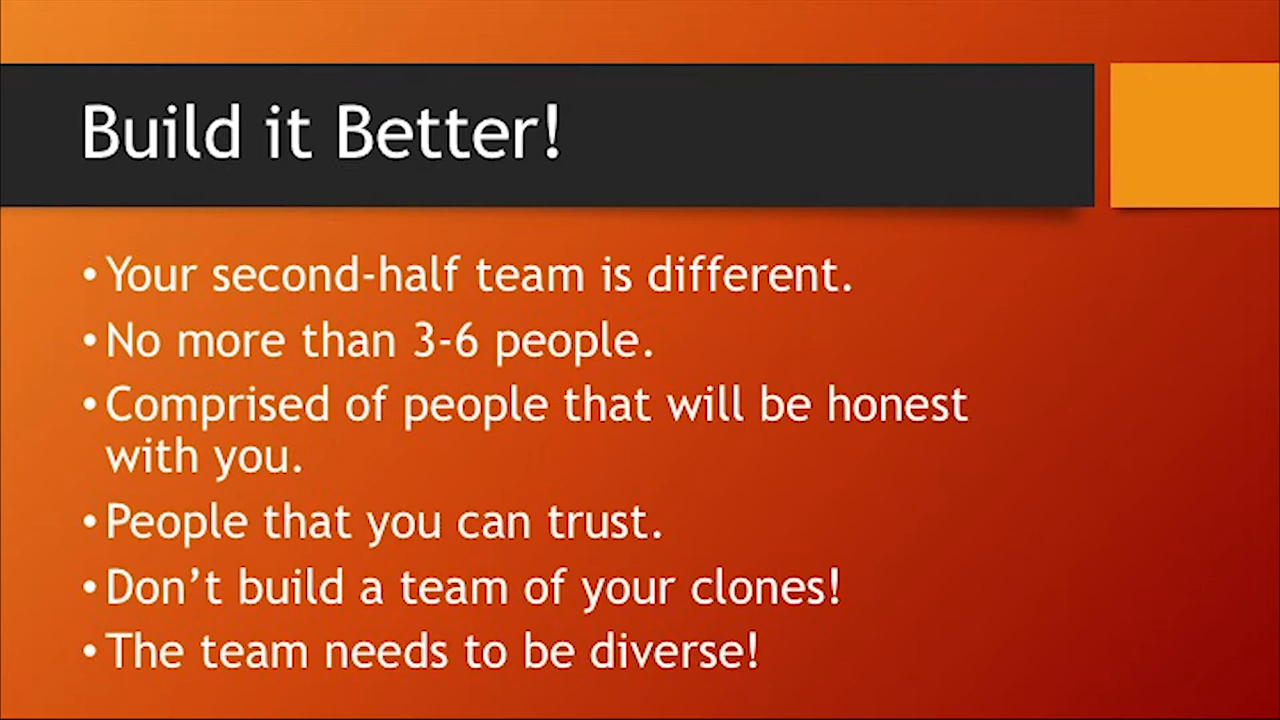 Build it Better!
• Your second-half team is different.
• No more than 3-6 people.
• Comprised of people that will be honest
with you.
• People that you can trust.
• Don’t build a team of your clones!
• The team needs to be diverse!